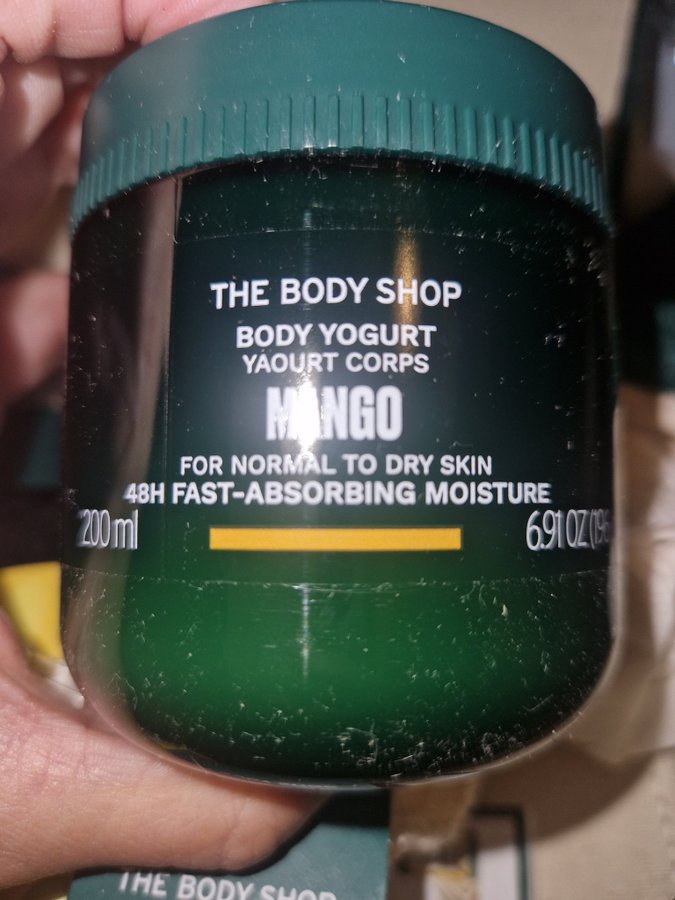 THE BODY SHOP
BODY YOGURT
YAOURT CORPS
MANGO
FOR NORMAL TO DRY SKIN
48H FAST-ABSORBING MOISTURE
200 ml
6.91 OZ (196
THE BODY SHOP